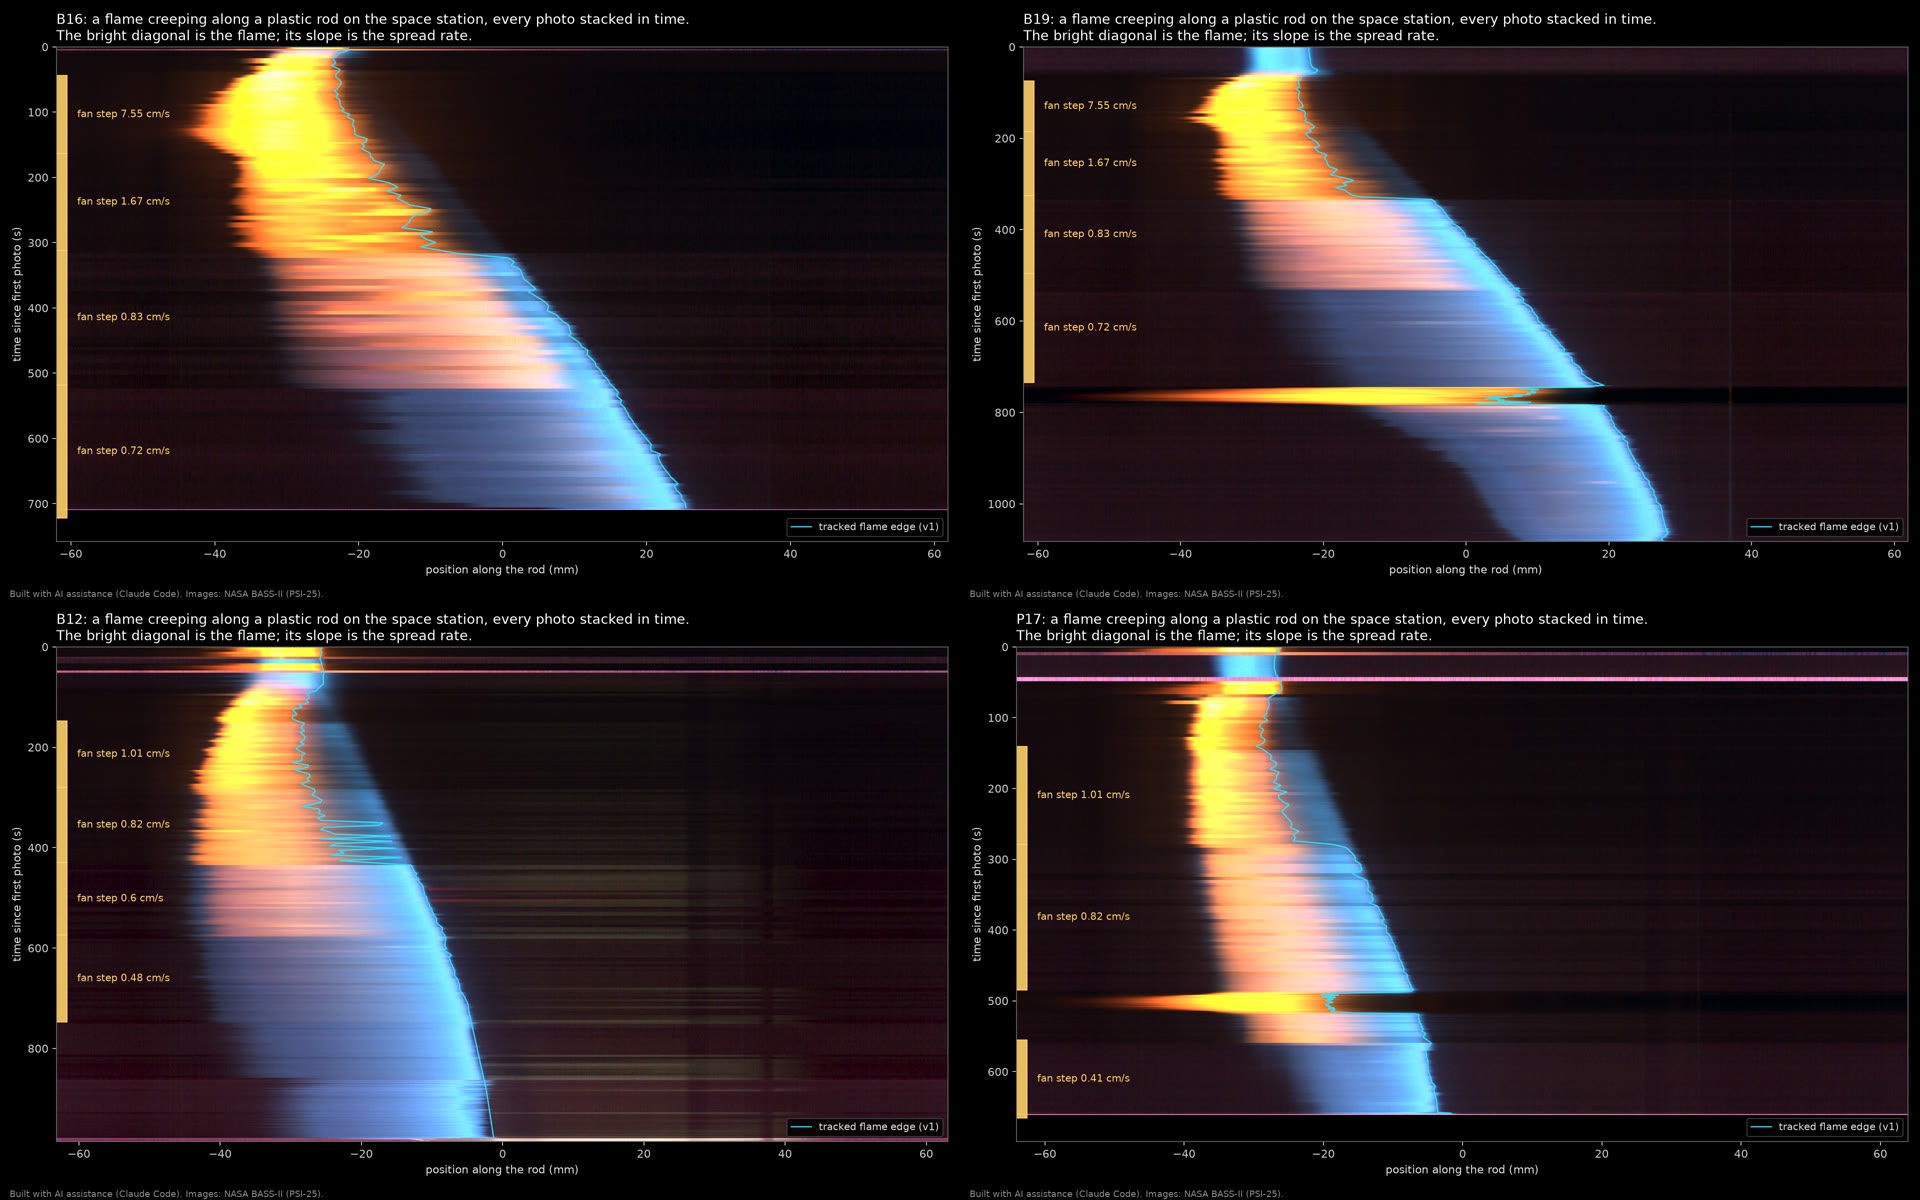 B16: a flame creeping along a plastic rod on the space station, every photo stacked in time.
The bright diagonal is the flame; its slope is the spread rate.
0
100
200
300
400
500
600
700
time since first photo (s)
fan step 7.55 cm/s
fan step 1.67 cm/s
fan step 0.83 cm/s
fan step 0.72 cm/s
tracked flame edge (v1)
−60 −40 −20 0 20 40 60
position along the rod (mm)
Built with AI assistance (Claude Code). Images: NASA BASS-II (PSI-25).
B19: a flame creeping along a plastic rod on the space station, every photo stacked in time.
The bright diagonal is the flame; its slope is the spread rate.
0
200
400
600
800
1000
time since first photo (s)
fan step 7.55 cm/s
fan step 1.67 cm/s
fan step 0.83 cm/s
fan step 0.72 cm/s
tracked flame edge (v1)
−60 −40 −20 0 20 40 60
position along the rod (mm)
Built with AI assistance (Claude Code). Images: NASA BASS-II (PSI-25).
B12: a flame creeping along a plastic rod on the space station, every photo stacked in time.
The bright diagonal is the flame; its slope is the spread rate.
0
200
400
600
800
time since first photo (s)
fan step 1.01 cm/s
fan step 0.82 cm/s
fan step 0.6 cm/s
fan step 0.48 cm/s
tracked flame edge (v1)
−60 −40 −20 0 20 40 60
position along the rod (mm)
Built with AI assistance (Claude Code). Images: NASA BASS-II (PSI-25).
P17: a flame creeping along a plastic rod on the space station, every photo stacked in time.
The bright diagonal is the flame; its slope is the spread rate.
0
100
200
300
400
500
600
time since first photo (s)
fan step 1.01 cm/s
fan step 0.82 cm/s
fan step 0.41 cm/s
tracked flame edge (v1)
−60 −40 −20 0 20 40 60
position along the rod (mm)
Built with AI assistance (Claude Code). Images: NASA BASS-II (PSI-25).